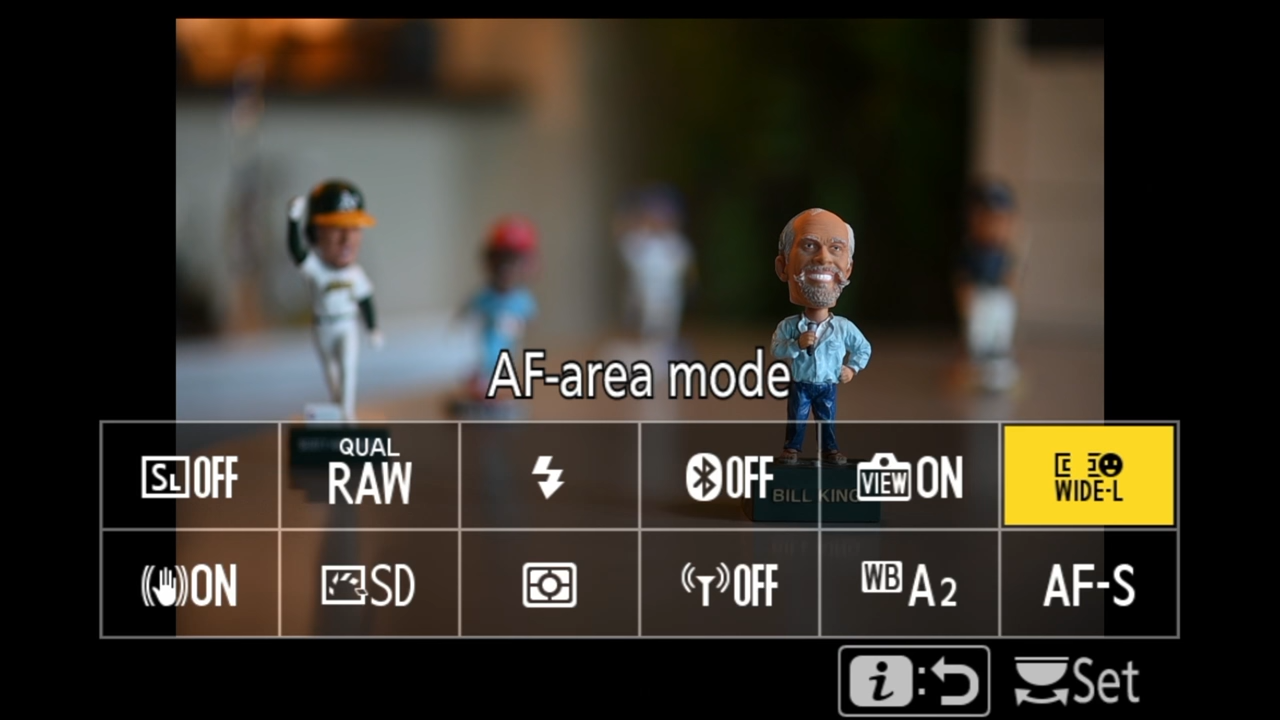 AF-area mode
SL OFF
QUAL
RAW
OFF
VIEW ON
WIDE-L
BILL KING
ON
SD
OFF
WB A2
AF-S
i : Set